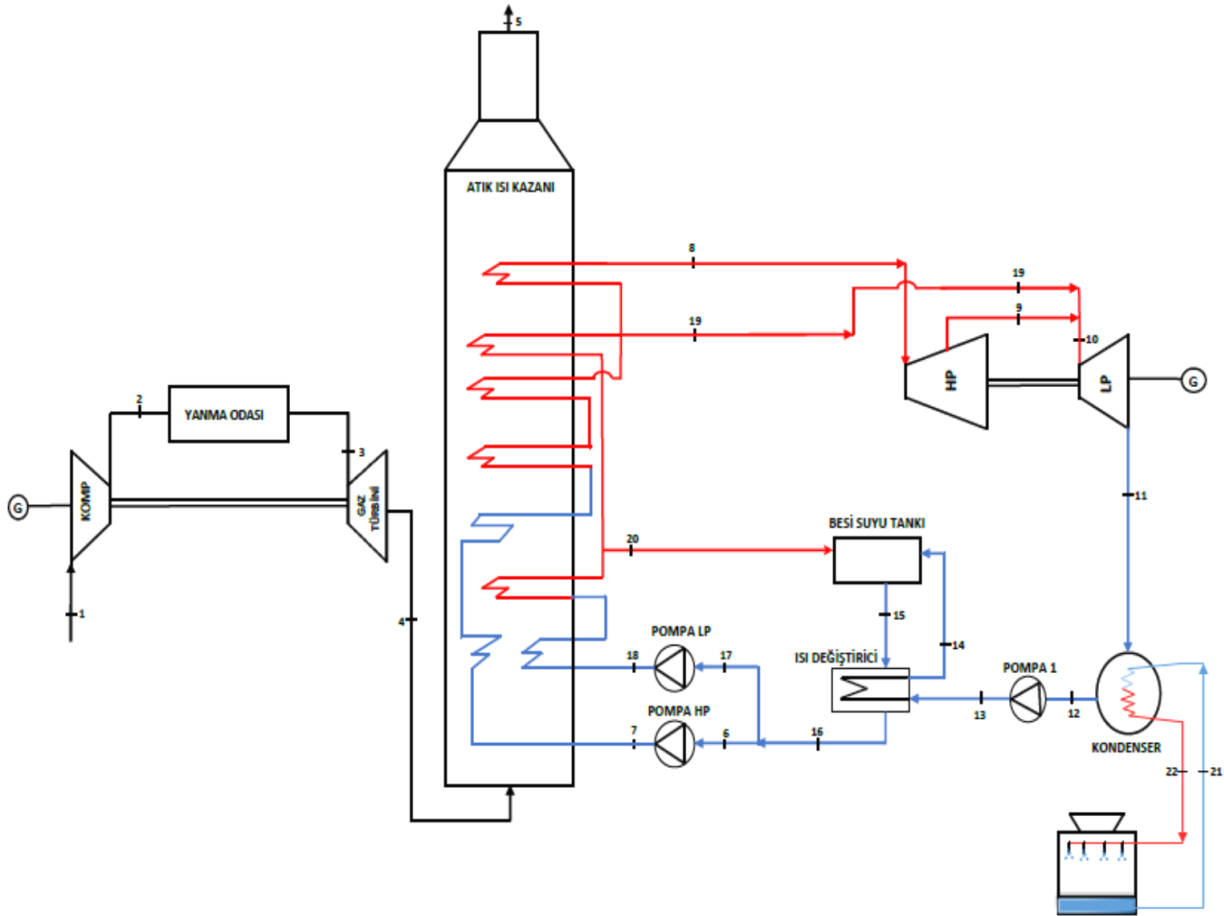 5
ATIK ISI KAZANI
8
19
19
9
10
HP
LP
G
2
YANMA ODASI
3
KOMP
GAZ
TÜRBİNİ
G
1
4
11
BESİ SUYU TANKI
20
15
14
POMPA LP
18
17
ISI DEĞİŞTİRİCİ
POMPA 1
13
12
POMPA HP
7
6
16
KONDENSER
22
21